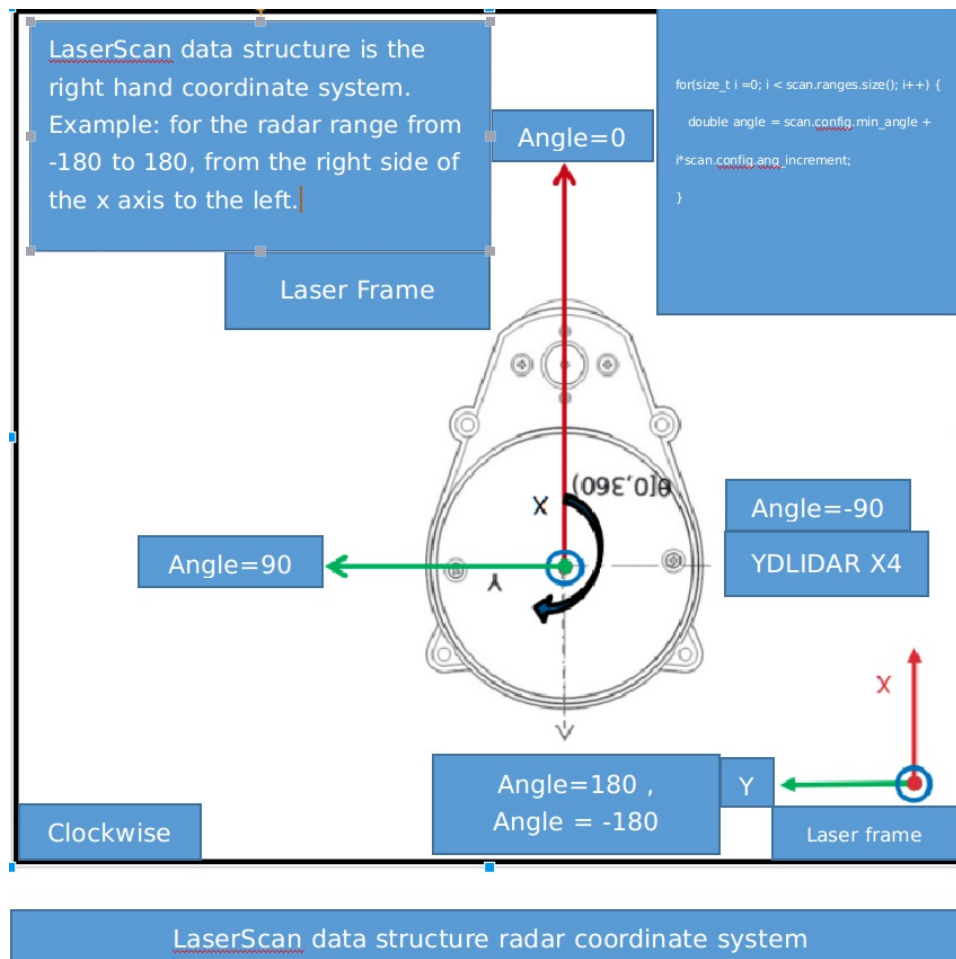 LaserScan data structure is the
right hand coordinate system.
Example: for the radar range from
-180 to 180, from the right side of
the x axis to the left.
for(size_t i =0; i < scan.ranges.size(); i++) {
double angle = scan.config.min_angle +
i*scan.config.ang_increment;
}
Angle=0
Laser Frame
θ[0,360)
X
Angle=-90
Angle=90
YDLIDAR X4
Y
X
Angle=180 ,
Angle = -180
Y
Clockwise
Laser frame
LaserScan data structure radar coordinate system